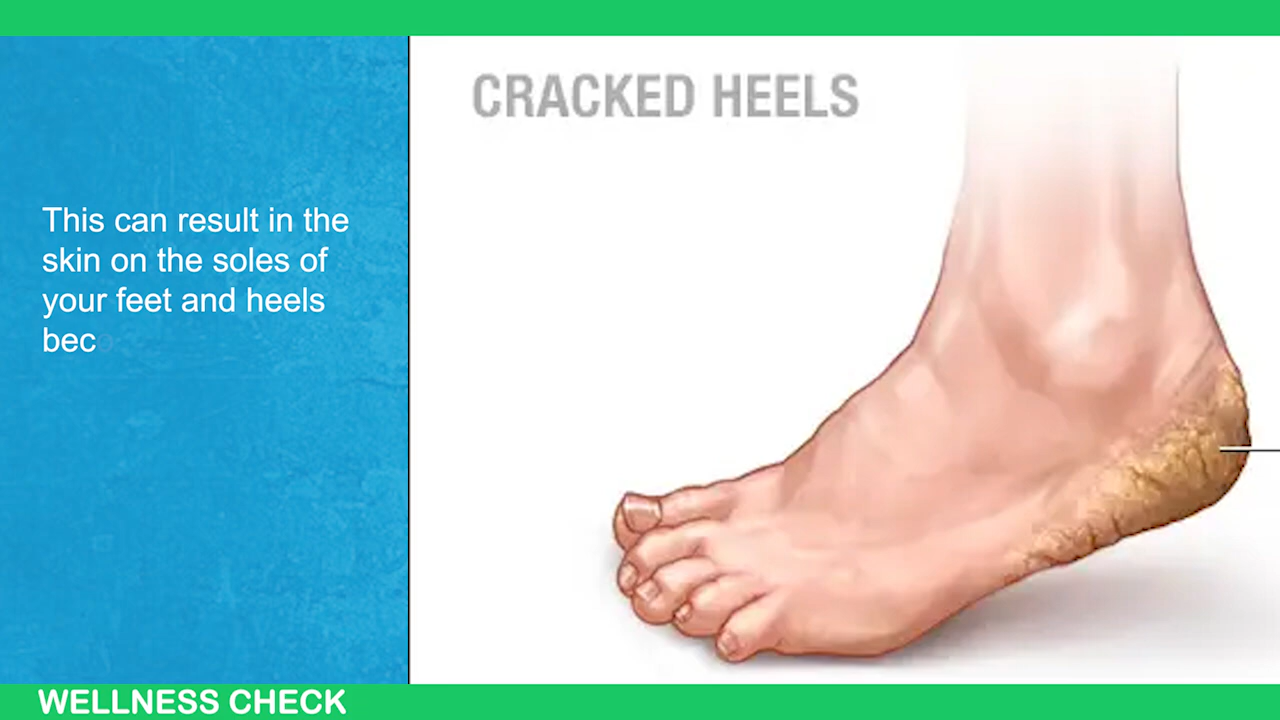 CRACKED HEELS
This can result in the
skin on the soles of
your feet and heels
bec
WELLNESS CHECK